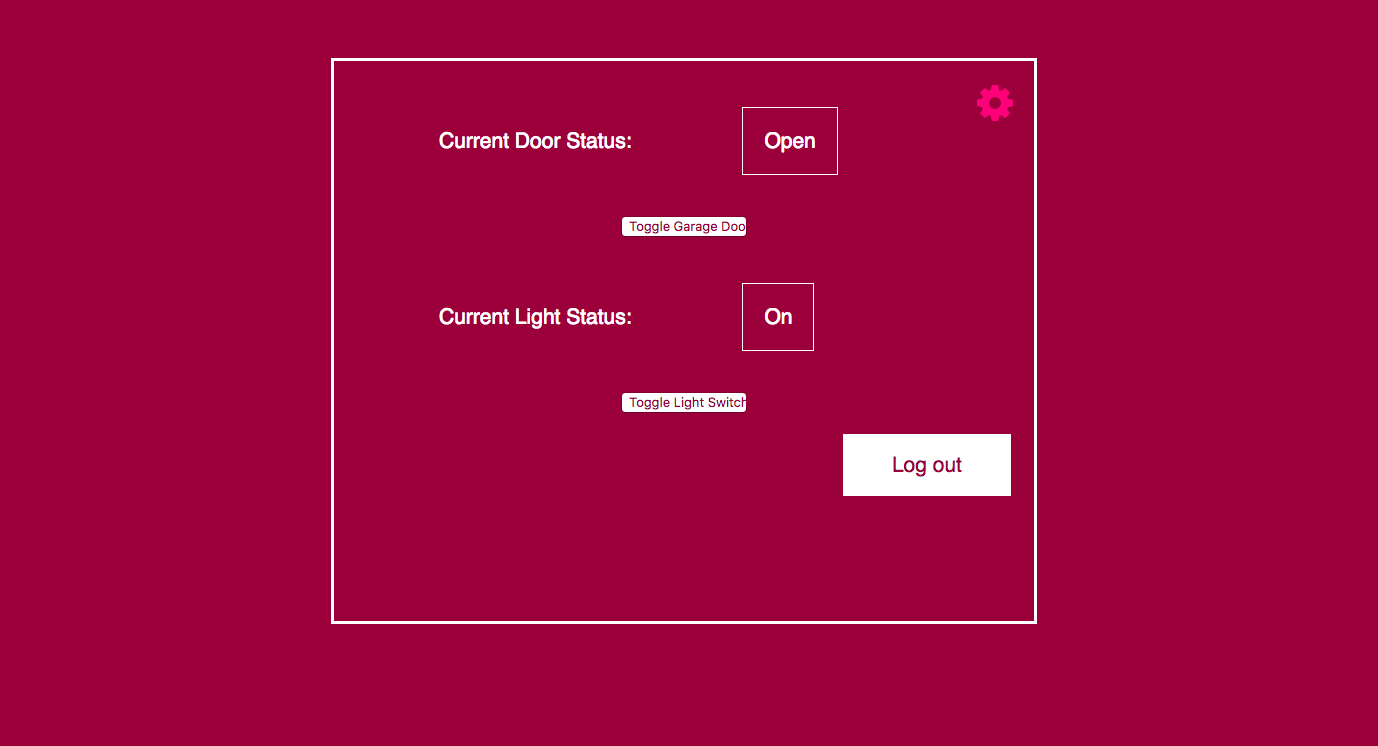 Current Door Status: Open
Toggle Garage Doo
Current Light Status: On
Toggle Light Switch
Log out